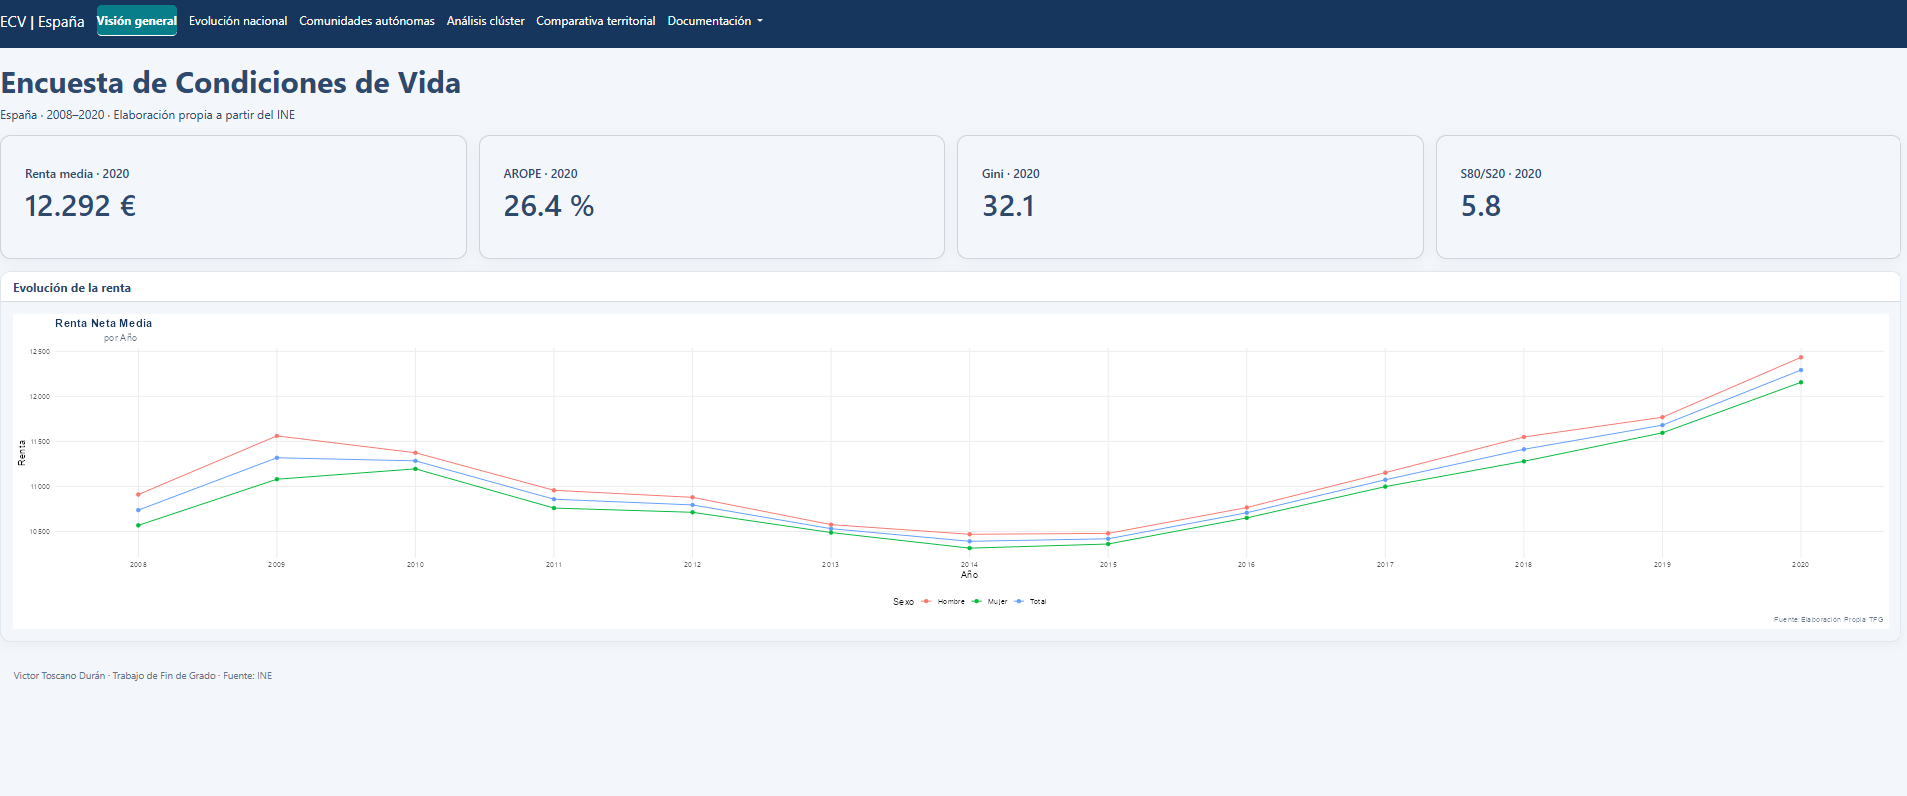 ECV | España Visión general Evolución nacional Comunidades autónomas Análisis clúster Comparativa territorial Documentación
Encuesta de Condiciones de Vida
España · 2008–2020 · Elaboración propia a partir del INE
Renta media · 2020
12.292 €
AROPE · 2020
26.4 %
Gini · 2020
32.1
S80/S20 · 2020
5.8
Evolución de la renta
Renta Neta Media
por Año
12500
12000
11500
11000
10500
Renta
2008 2009 2010 2011 2012 2013 2014 2015 2016 2017 2018 2019 2020
Año
Sexo Hombre Mujer Total
Fuente:Elaboración Propia TFG
Victor Toscano Durán · Trabajo de Fin de Grado · Fuente: INE